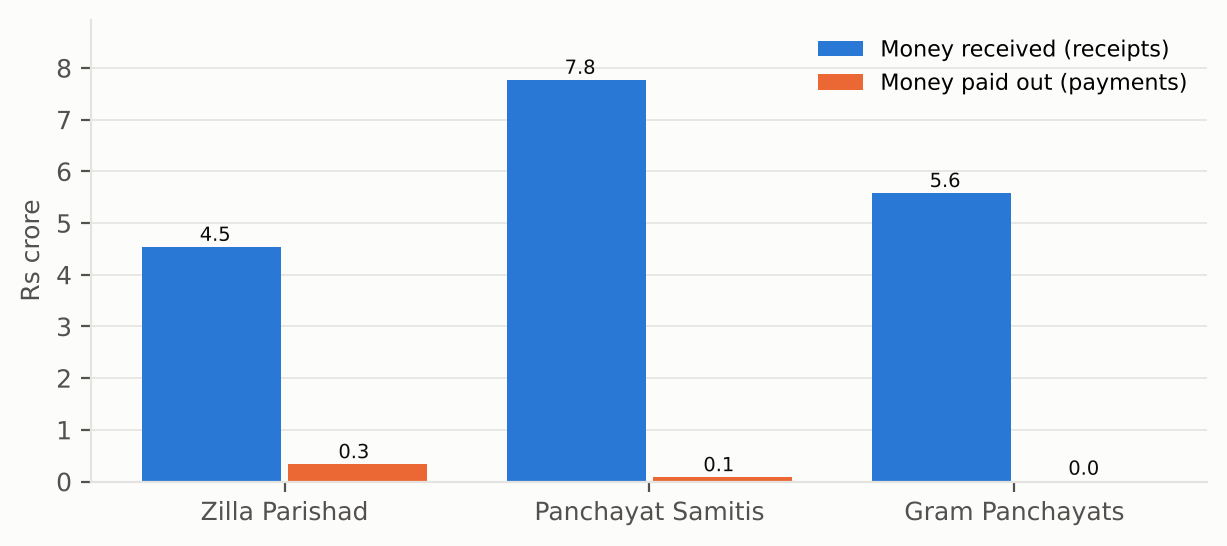 Money received (receipts)
Money paid out (payments)
Rs crore
8
7
6
5
4
3
2
1
0
4.5
0.3
7.8
0.1
5.6
0.0
Zilla Parishad
Panchayat Samitis
Gram Panchayats